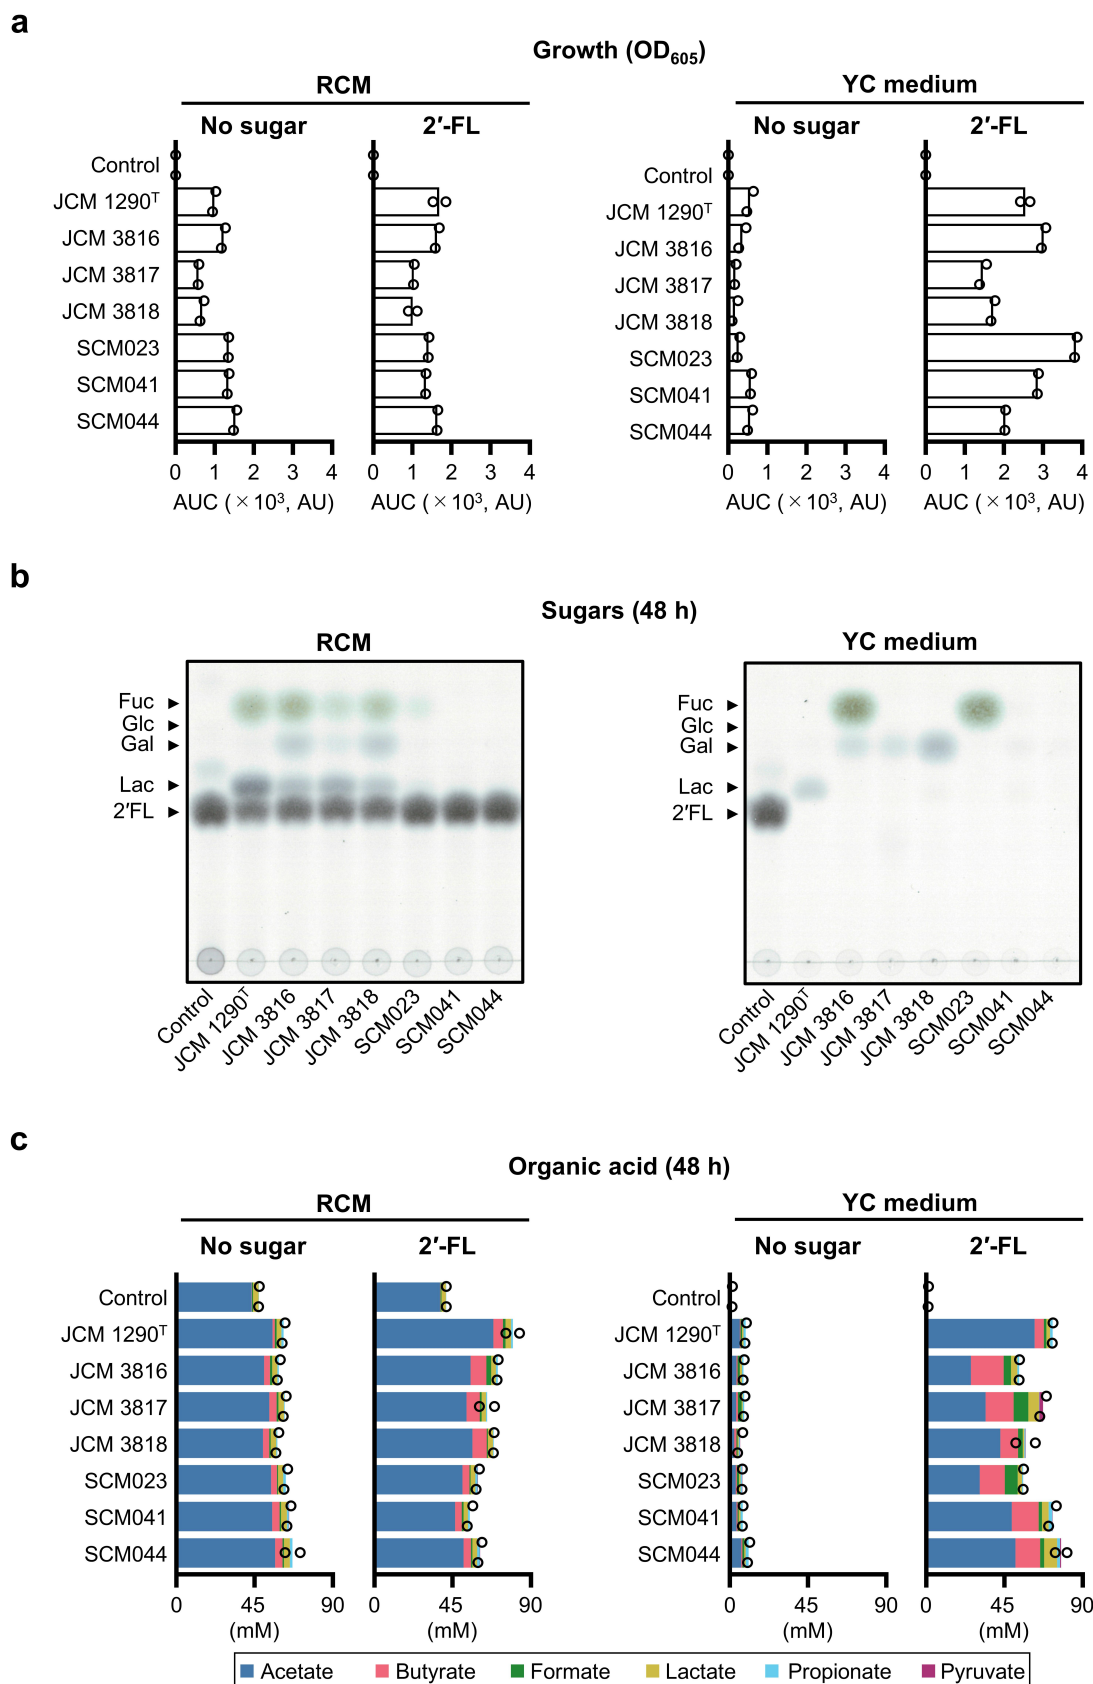 a
Growth (OD605)
RCM
YC medium
No sugar
2′-FL
No sugar
2′-FL
Control
JCM 1290T
JCM 3816
JCM 3817
JCM 3818
SCM023
SCM041
SCM044
Control
JCM 1290T
JCM 3816
JCM 3817
JCM 3818
SCM023
SCM041
SCM044
0 1 2 3 4
0 1 2 3 4
0 1 2 3 4
0 1 2 3 4
AUC (×10³, AU)
AUC (×10³, AU)
AUC (×10³, AU)
AUC (×10³, AU)
b
Sugars (48 h)
RCM
YC medium
Fuc
Glc
Gal
Lac
2′FL
Fuc
Glc
Gal
Lac
2′FL
Control
JCM 1290T
JCM 3816
JCM 3817
JCM 3818
SCM023
SCM041
SCM044
Control
JCM 1290T
JCM 3816
JCM 3817
JCM 3818
SCM023
SCM041
SCM044
c
Organic acid (48 h)
RCM
YC medium
No sugar
2′-FL
No sugar
2′-FL
Control
JCM 1290T
JCM 3816
JCM 3817
JCM 3818
SCM023
SCM041
SCM044
Control
JCM 1290T
JCM 3816
JCM 3817
JCM 3818
SCM023
SCM041
SCM044
0 45 90
0 45 90
0 45 90
0 45 90
(mM)
(mM)
(mM)
(mM)
Acetate Butyrate Formate Lactate Propionate Pyruvate